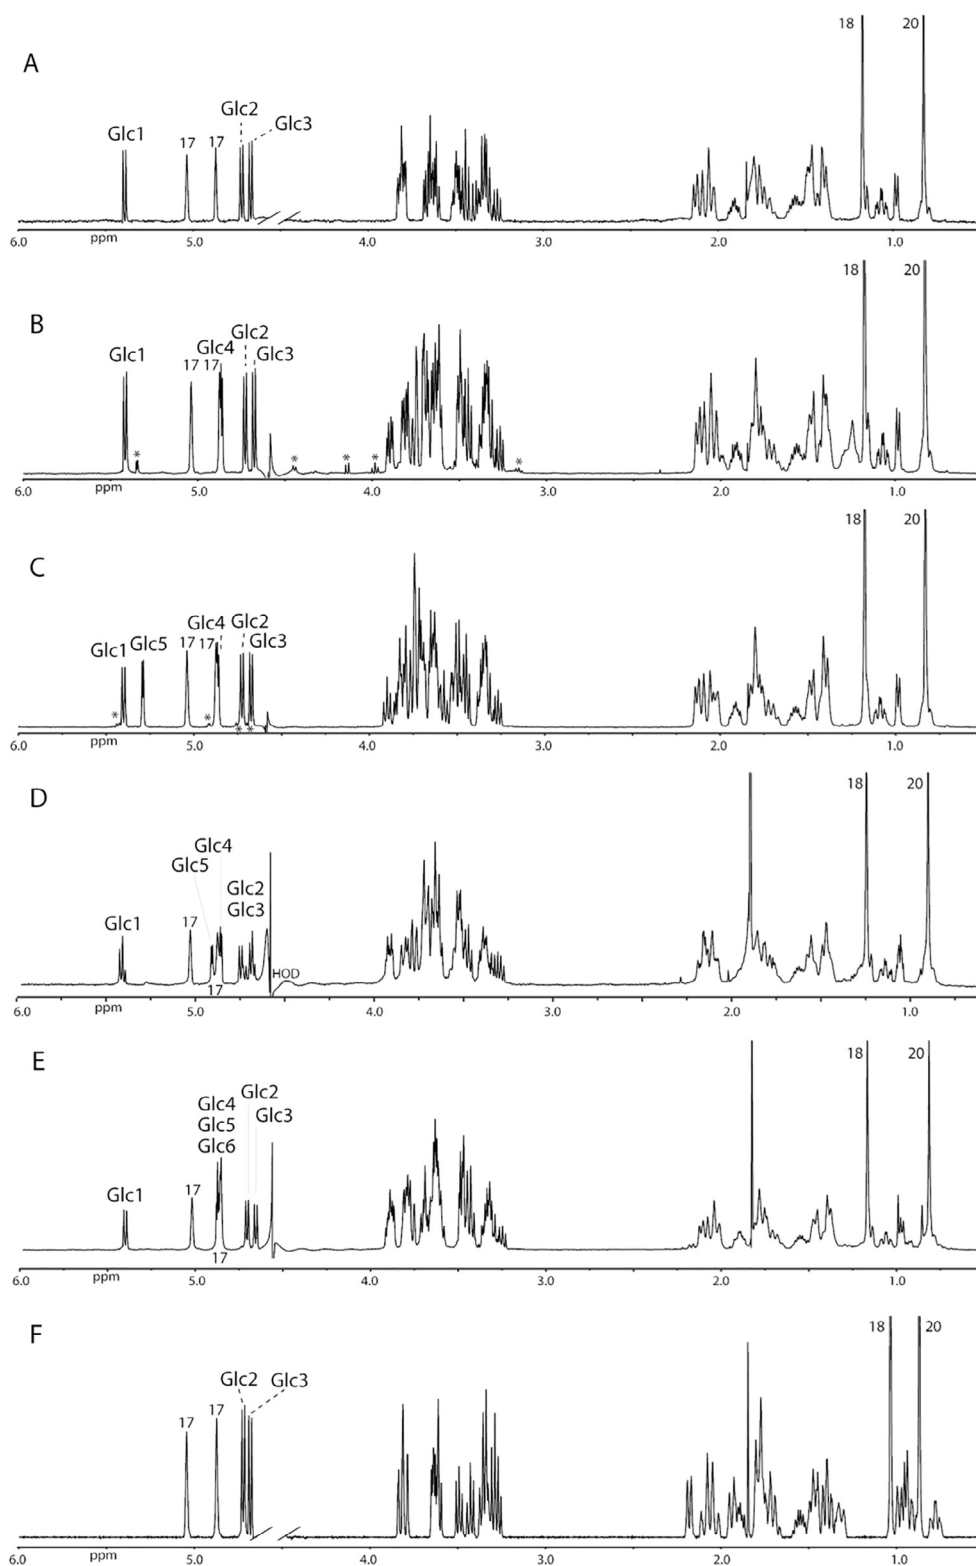 18 20
A
Glc2
Glc1 17 17 Glc3
6.0 ppm 5.0 4.0 3.0 2.0 1.0
18 20
B
Glc2
Glc1 Glc4 Glc3
17 17
* * * * *
6.0 ppm 5.0 4.0 3.0 2.0 1.0
18 20
C
Glc4 Glc2
Glc1 Glc5 17 17 Glc3
* * * *
6.0 ppm 5.0 4.0 3.0 2.0 1.0
18 20
D
Glc4
Glc5
Glc2
Glc1 17 Glc3
HOD
17
6.0 ppm 5.0 4.0 3.0 2.0 1.0
18 20
E
Glc2
Glc4 Glc3
Glc5
Glc6
Glc1 17
17
6.0 ppm 5.0 4.0 3.0 2.0 1.0
18 20
F
Glc2 Glc3
17 17
6.0 ppm 5.0 4.0 3.0 2.0 1.0